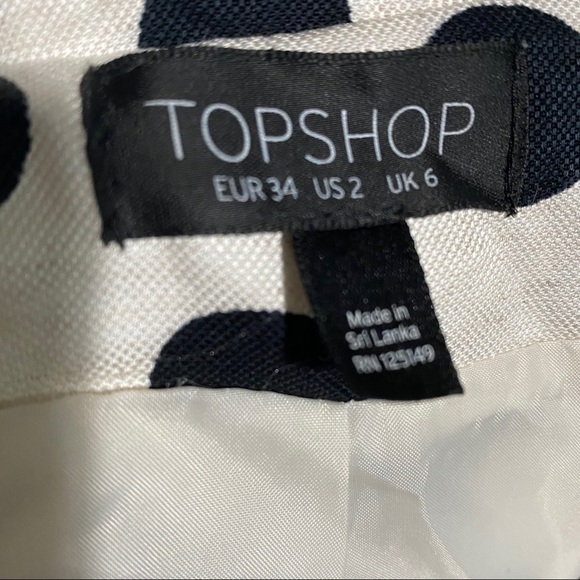 TOPSHOP
EUR 34 US 2 UK 6
Made in
Sri Lanka
RN 125149